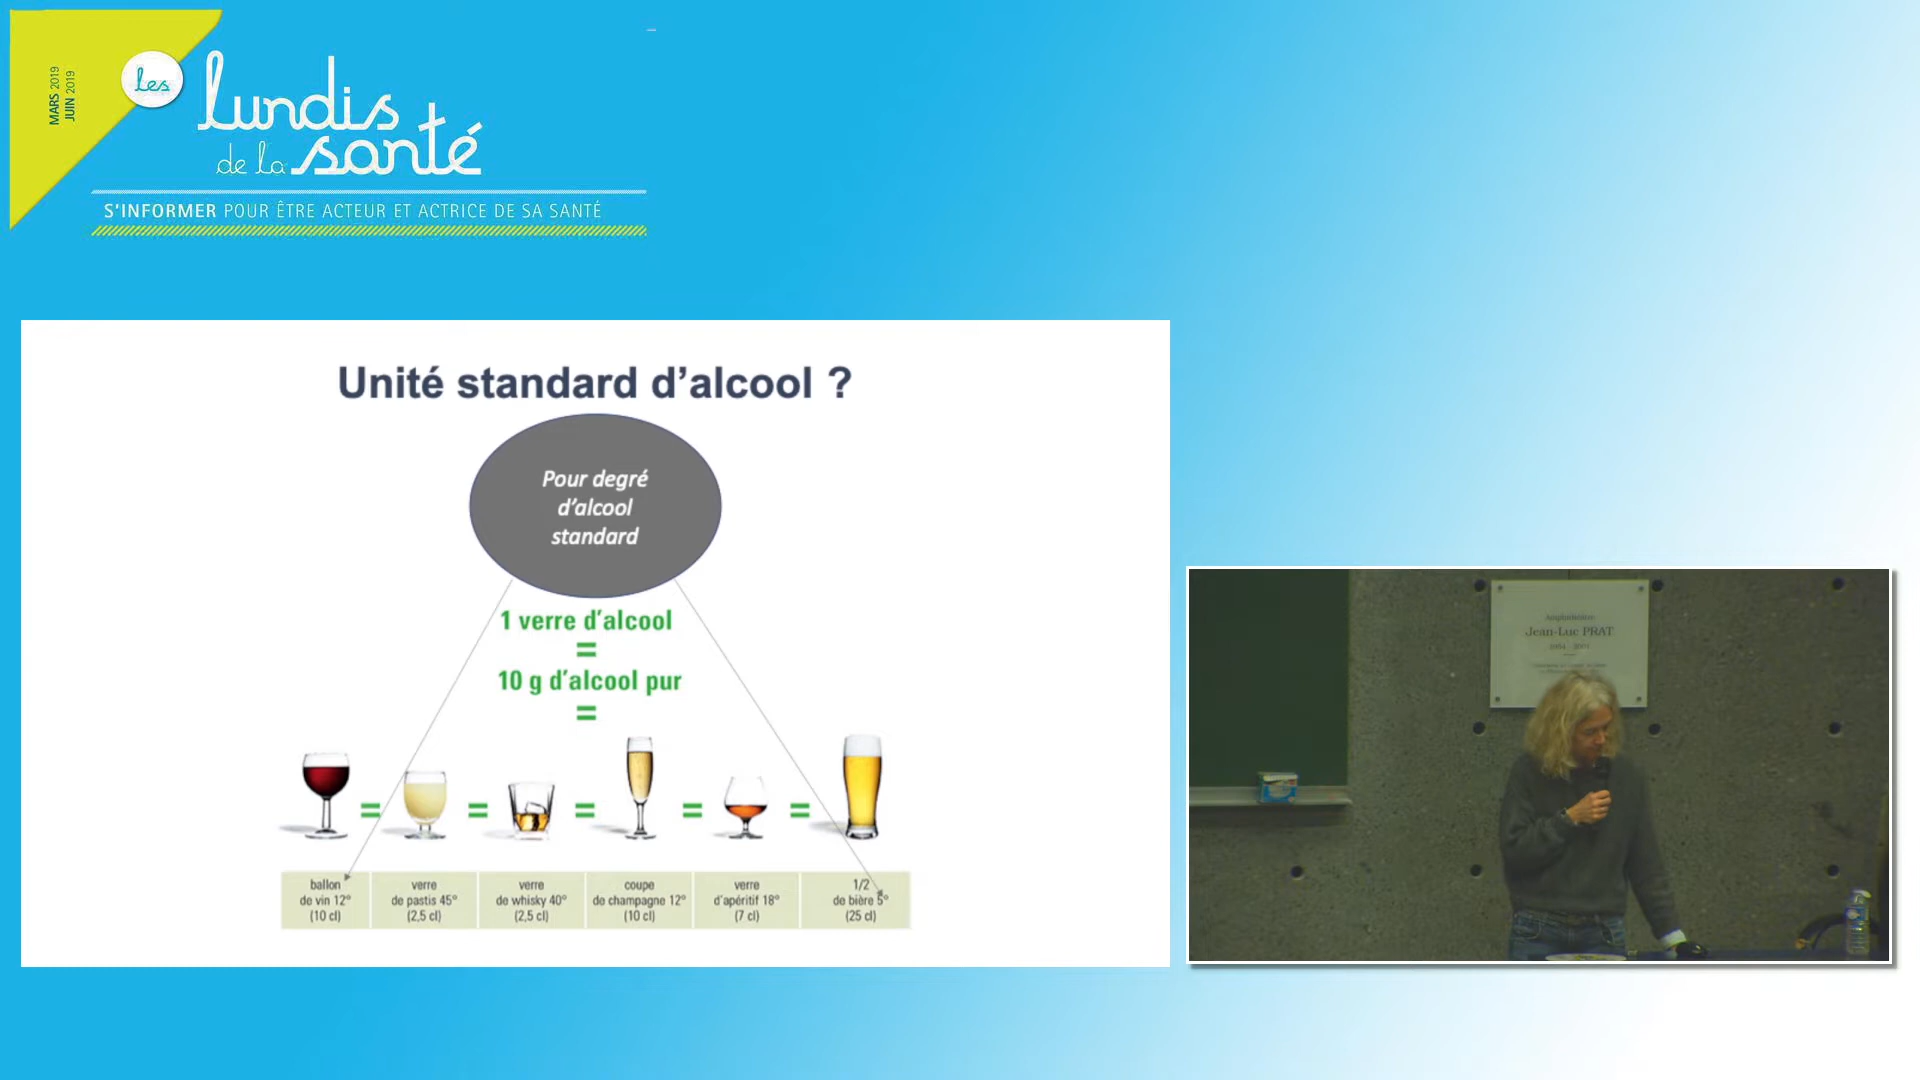 MARS 2019
JUIN 2019
les
lundis
de la santé
S'INFORMER POUR ÊTRE ACTEUR ET ACTRICE DE SA SANTÉ
Unité standard d'alcool ?
Pour degré
d'alcool
standard
1 verre d'alcool
=
10 g d'alcool pur
=
= = = = =
ballon
de vin 12°
(10 cl)
verre
de pastis 45°
(2,5 cl)
verre
de whisky 40°
(2,5 cl)
coupe
de champagne 12°
(10 cl)
verre
d'apéritif 18°
(7 cl)
1/2
de bière 5°
(25 cl)
Amphithéâtre
Jean-Luc PRAT